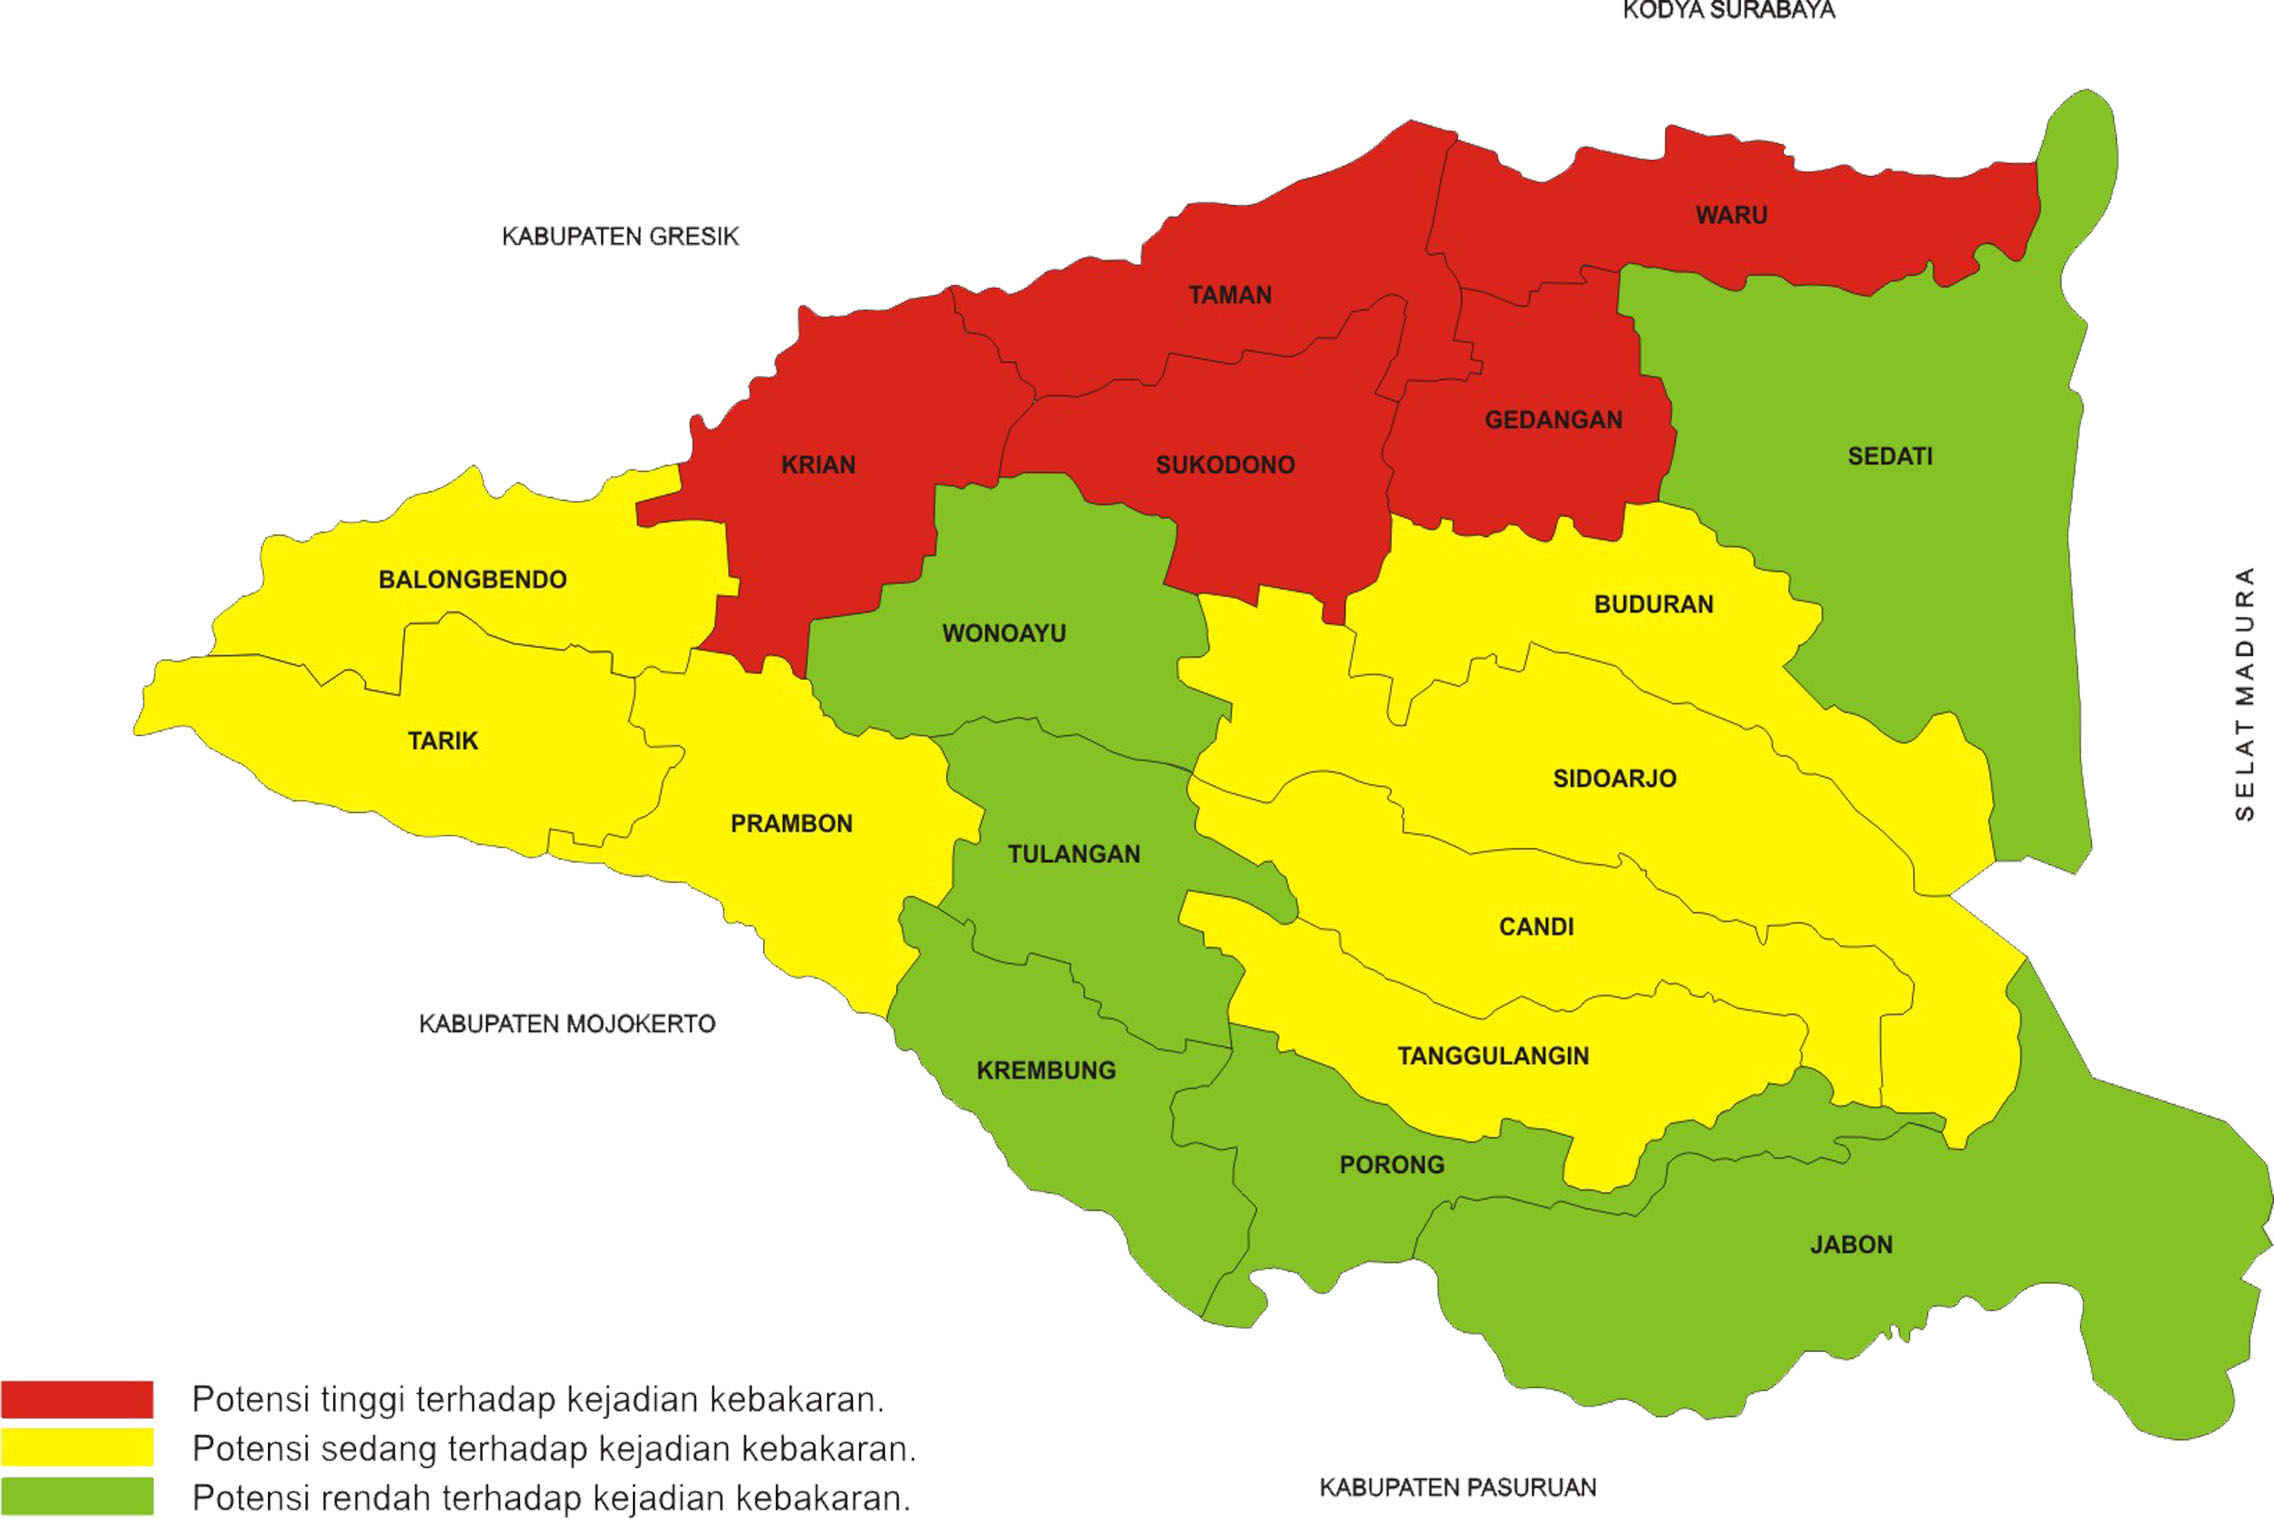 KODYA SURABAYA
WARU
KABUPATEN GRESIK
TAMAN
GEDANGAN
SEDATI
KRIAN
SUKODONO
BALONGBENDO
BUDURAN
WONOAYU
SELAT MADURA
TARIK
SIDOARJO
PRAMBON
TULANGAN
CANDI
KABUPATEN MOJOKERTO
TANGGULANGIN
KREMBUNG
PORONG
JABON
Potensi tinggi terhadap kejadian kebakaran.
Potensi sedang terhadap kejadian kebakaran.
Potensi rendah terhadap kejadian kebakaran.
KABUPATEN PASURUAN